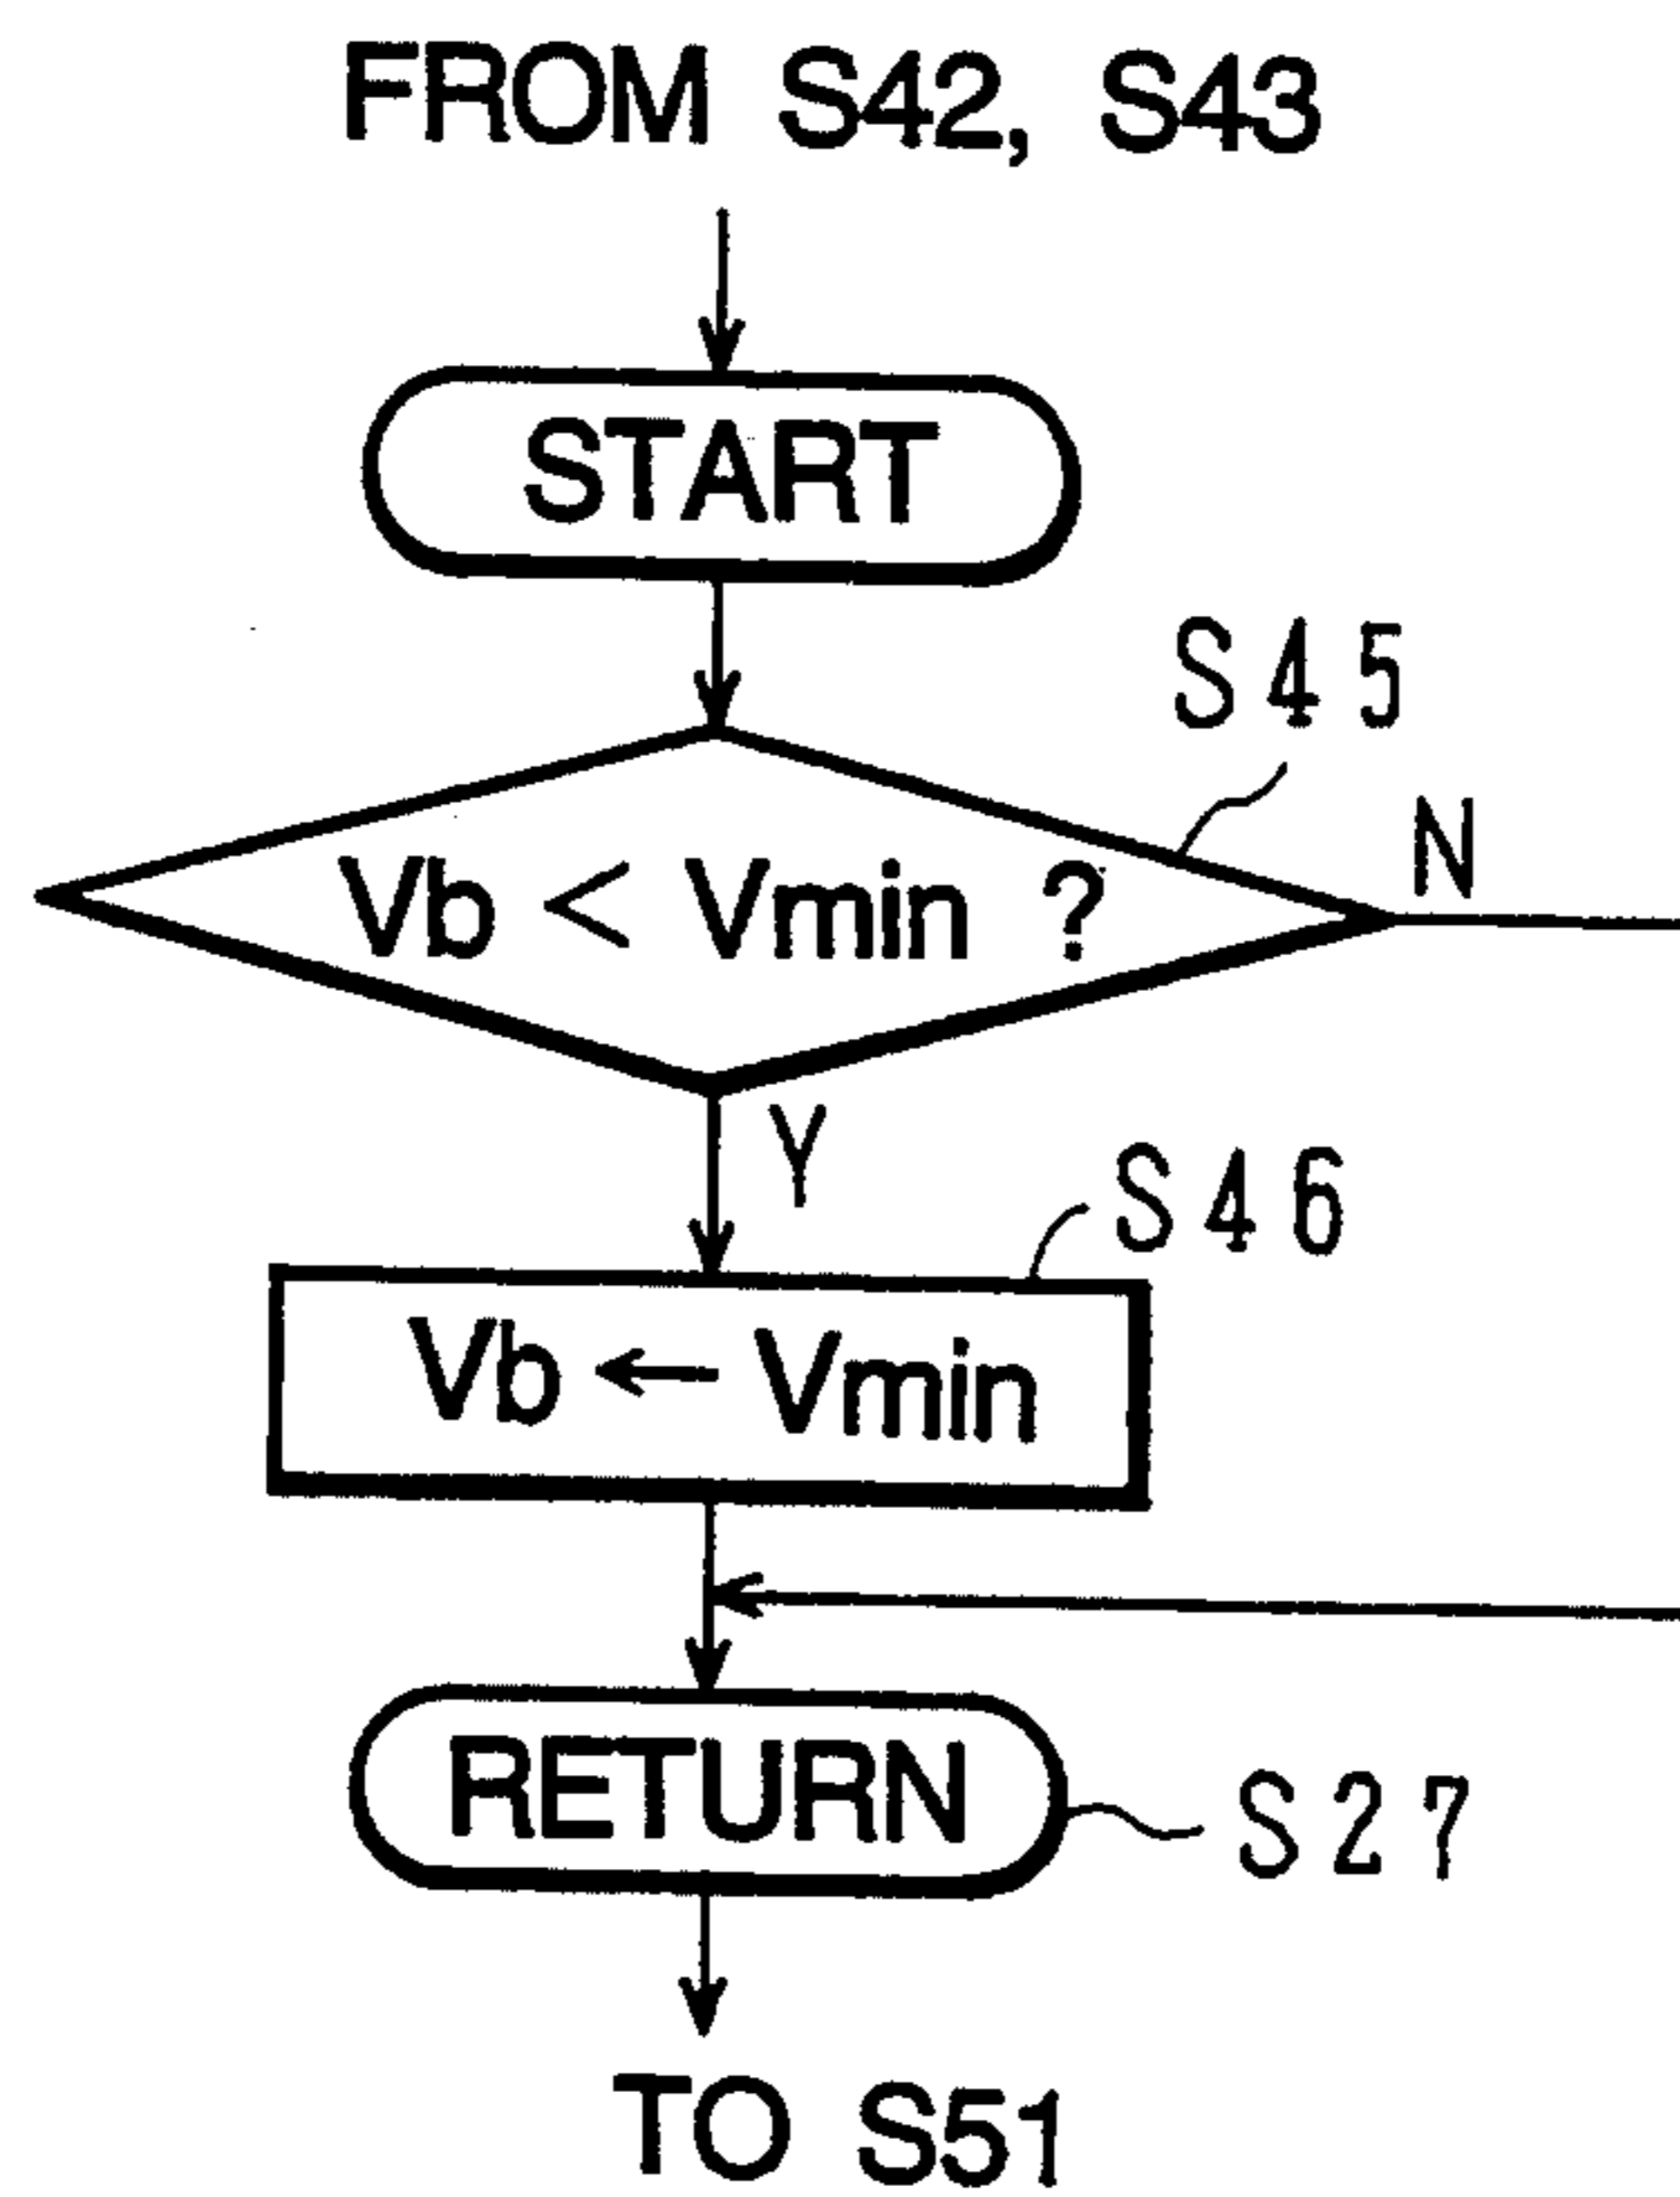 FROM S42, S43
START
S45
Vb < Vmin ?
N
Y
S46
Vb ← Vmin
RETURN
S27
TO S51